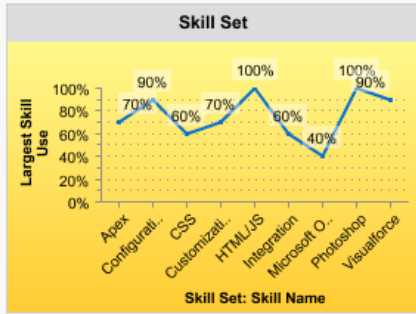 Skill Set
100%
80%
60%
40%
20%
0%
Largest Skill
Use
70%
90%
60%
70%
100%
60%
40%
100%
90%
Apex
Configurati..
CSS
Customizati..
HTML/JS
Integration
Microsoft O..
Photoshop
Visualforce
Skill Set: Skill Name